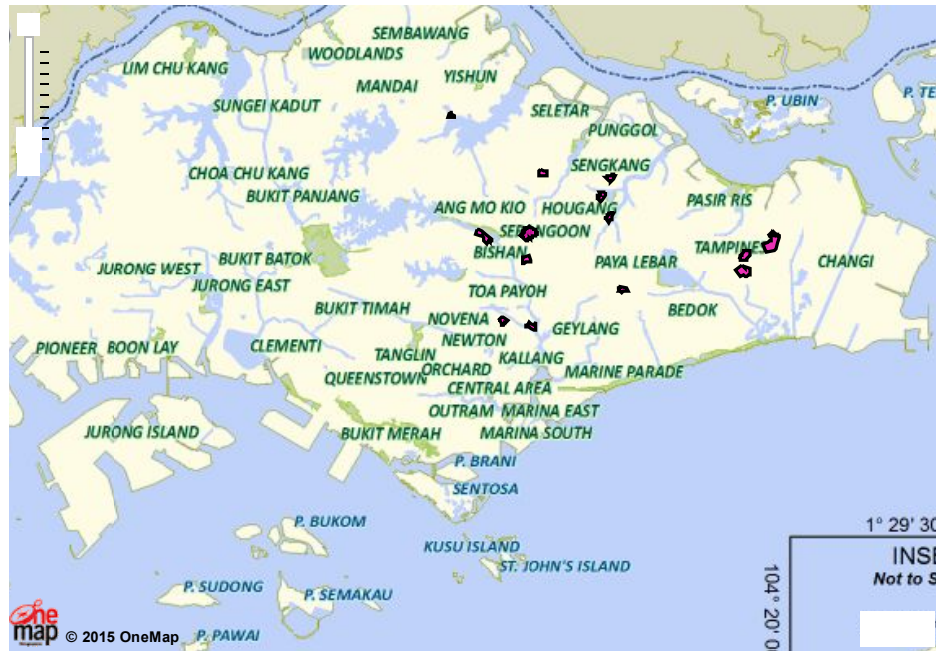 SEMBAWANG
WOODLANDS
LIM CHU KANG
YISHUN
MANDAI
SUNGEI KADUT
SELETAR
P. UBIN
P. TE
PUNGGOL
SENGKANG
CHOA CHU KANG
BUKIT PANJANG
ANG MO KIO
HOUGANG
PASIR RIS
SERANGOON
BISHAN
TAMPINES
BUKIT BATOK
PAYA LEBAR
CHANGI
JURONG WEST
JURONG EAST
TOA PAYOH
BUKIT TIMAH
BEDOK
NOVENA
GEYLANG
NEWTON
PIONEER
BOON LAY
CLEMENTI
TANGLIN
KALLANG
ORCHARD
MARINE PARADE
QUEENSTOWN
CENTRAL AREA
OUTRAM
MARINA EAST
JURONG ISLAND
BUKIT MERAH
MARINA SOUTH
P. BRANI
SENTOSA
P. BUKOM
1° 29' 30
KUSU ISLAND
INSE
ST. JOHN'S ISLAND
Not to S
P. SUDONG
P. SEMAKAU
104° 20' 0
One
map
© 2015 OneMap
P. PAWAI